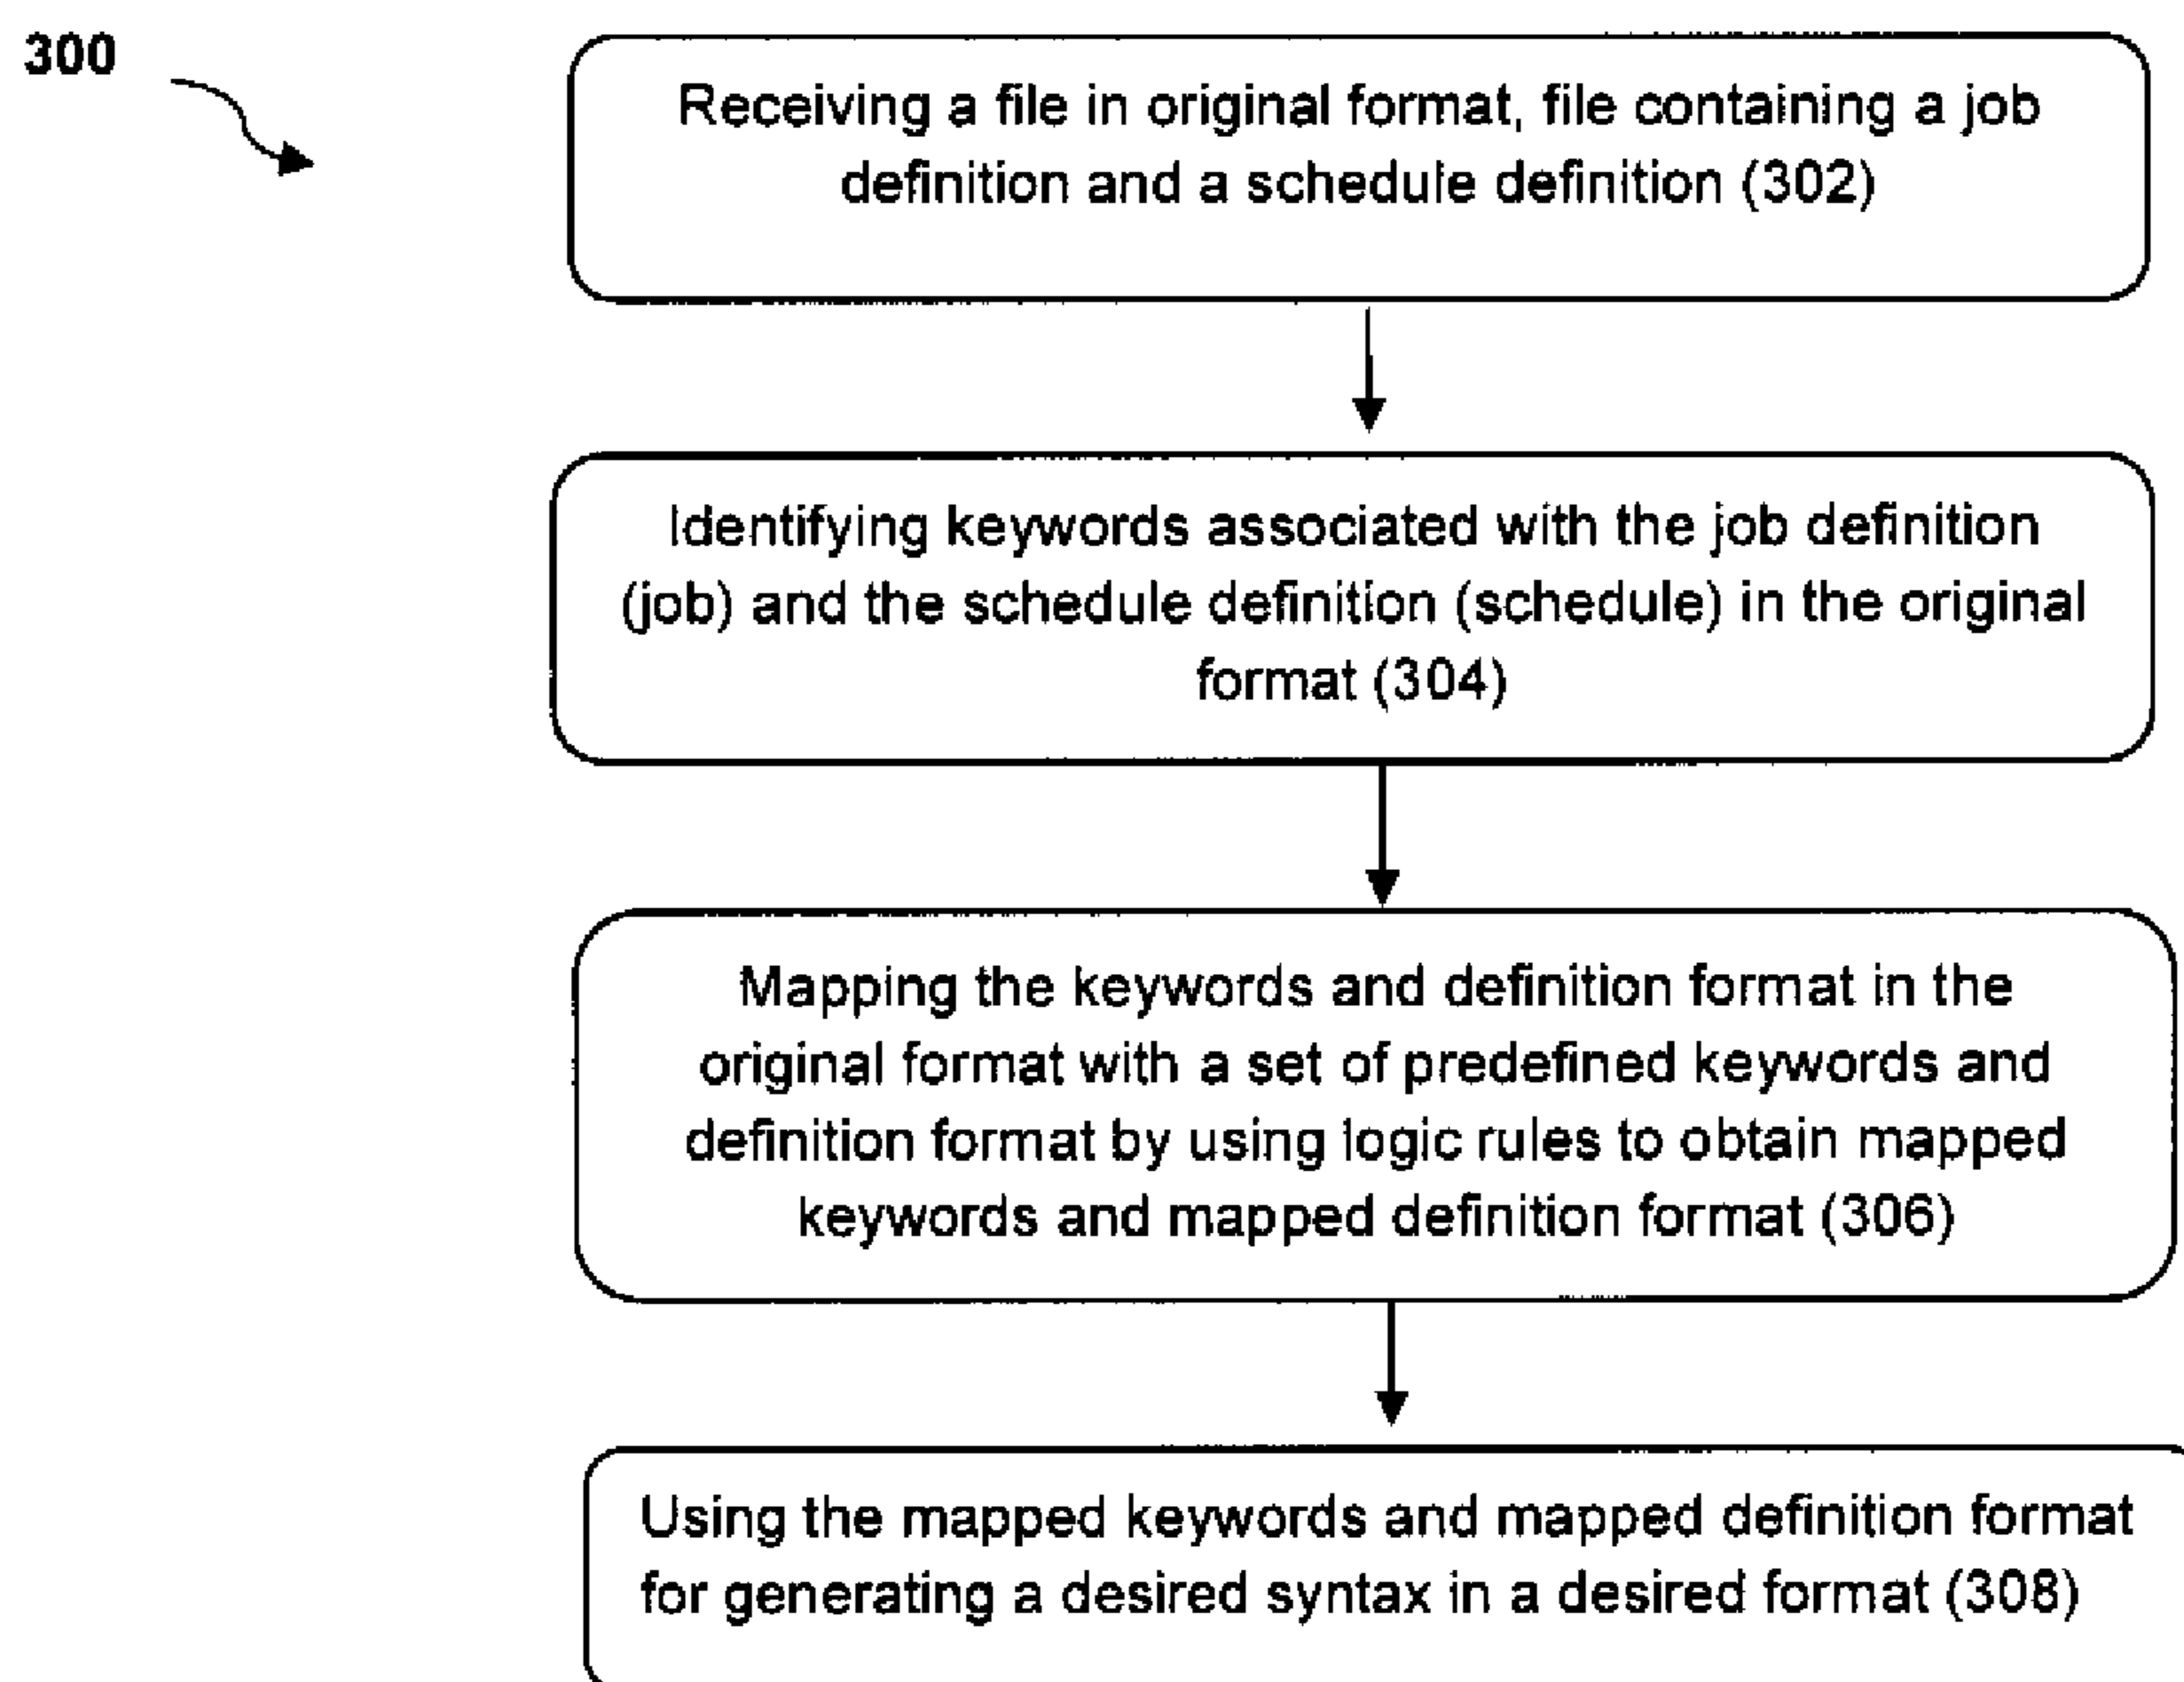 300
Receiving a file in original format, file containing a job
definition and a schedule definition (302)
Identifying keywords associated with the job definition
(job) and the schedule definition (schedule) in the original
format (304)
Mapping the keywords and definition format in the
original format with a set of predefined keywords and
definition format by using logic rules to obtain mapped
keywords and mapped definition format (306)
Using the mapped keywords and mapped definition format
for generating a desired syntax in a desired format (308)